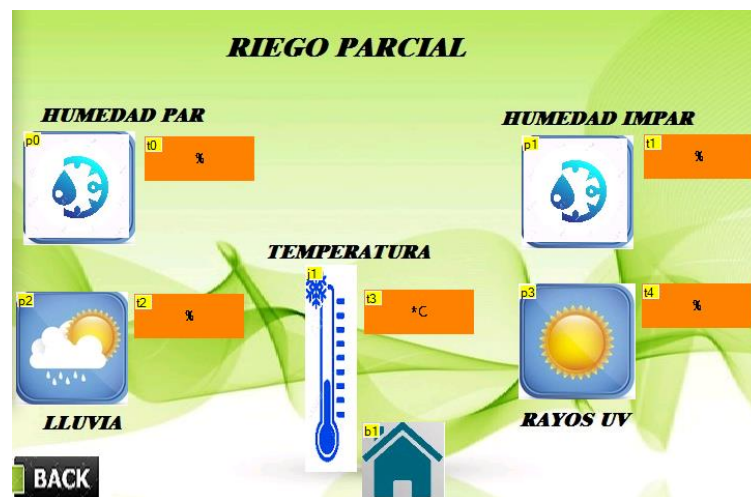 RIEGO PARCIAL
HUMEDAD PAR
HUMEDAD IMPAR
p0
t0
%
p1
t1
%
TEMPERATURA
j1
p2
t2
%
t3
*C
p3
t4
%
LLUVIA
RAYOS UV
b1
BACK